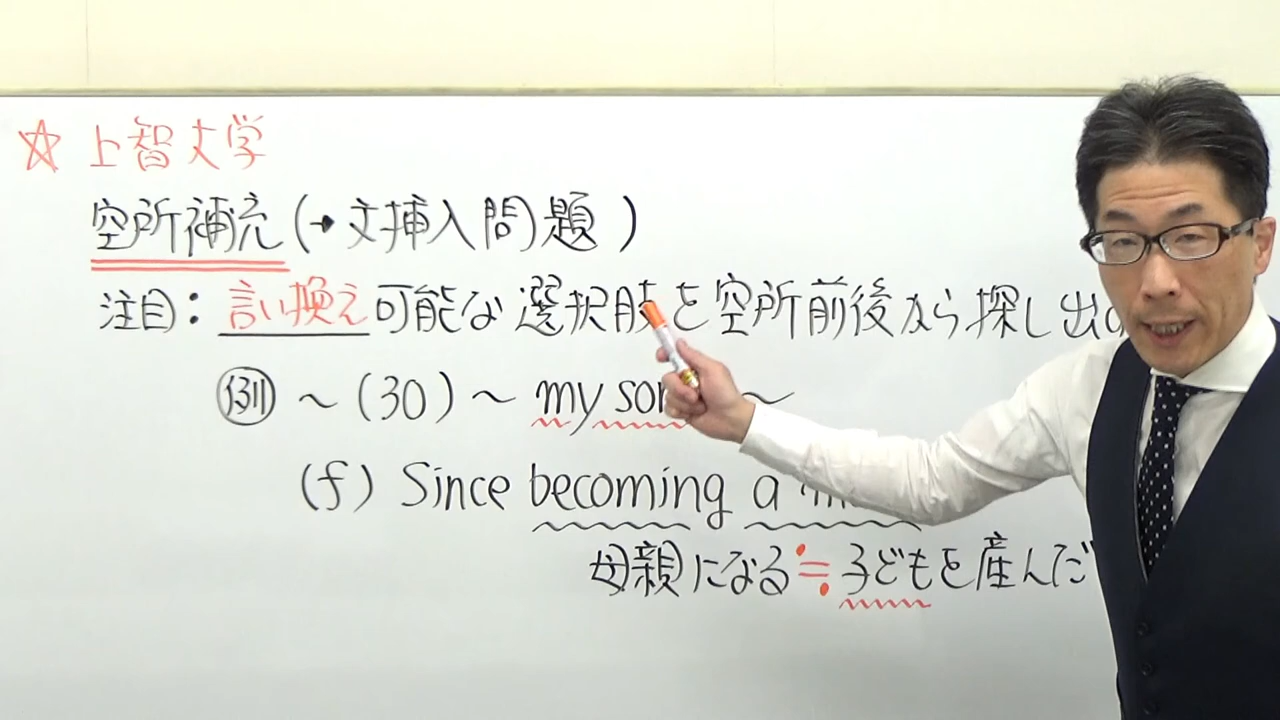 ☆ 上智大学
空所補充(→文挿入問題)
注目：言い換え可能な選択肢を空所前後から探し出
例 ～(30)～ my son ～
(f) Since becoming a
母親になる≒子どもを産んだ